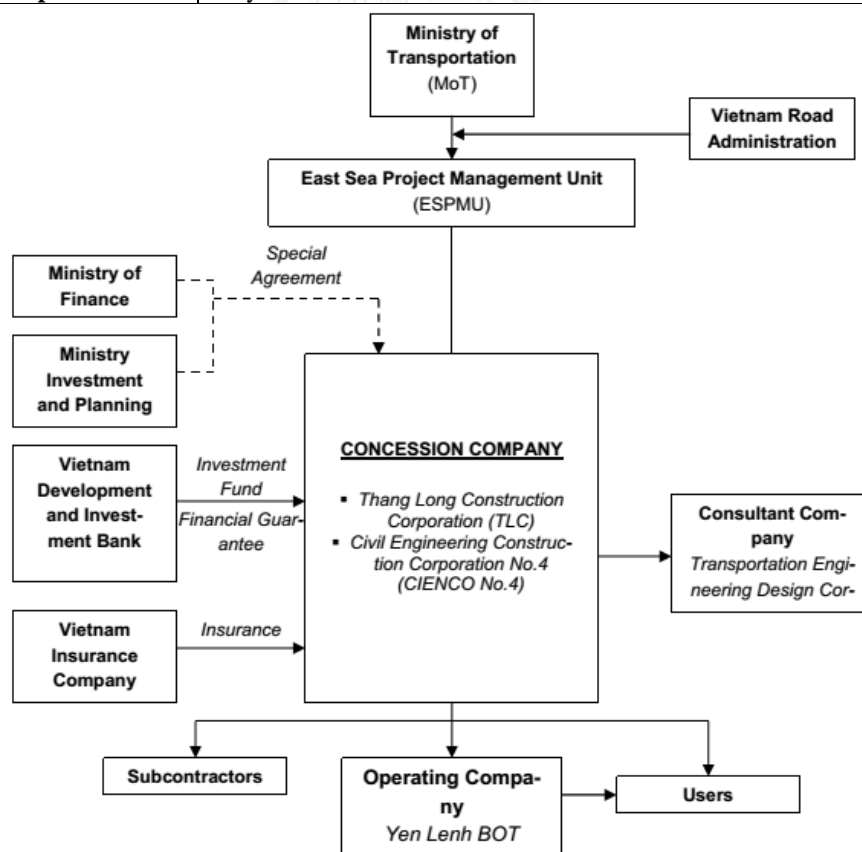 Ministry of
Transportation
(MoT)
Vietnam Road
Administration
East Sea Project Management Unit
(ESPMU)
Special
Agreement
Ministry of
Finance
Ministry
Investment
and Planning
CONCESSION COMPANY
▪ Thang Long Construction
Corporation (TLC)
▪ Civil Engineering Construc-
tion Corporation No.4
(CIENCO No.4)
Vietnam
Development
and Invest-
ment Bank
Investment
Fund
Financial Guar-
antee
Consultant Com-
pany
Transportation Engi-
neering Design Cor-
Vietnam
Insurance
Company
Insurance
Subcontractors
Operating Compa-
ny
Yen Lenh BOT
Users